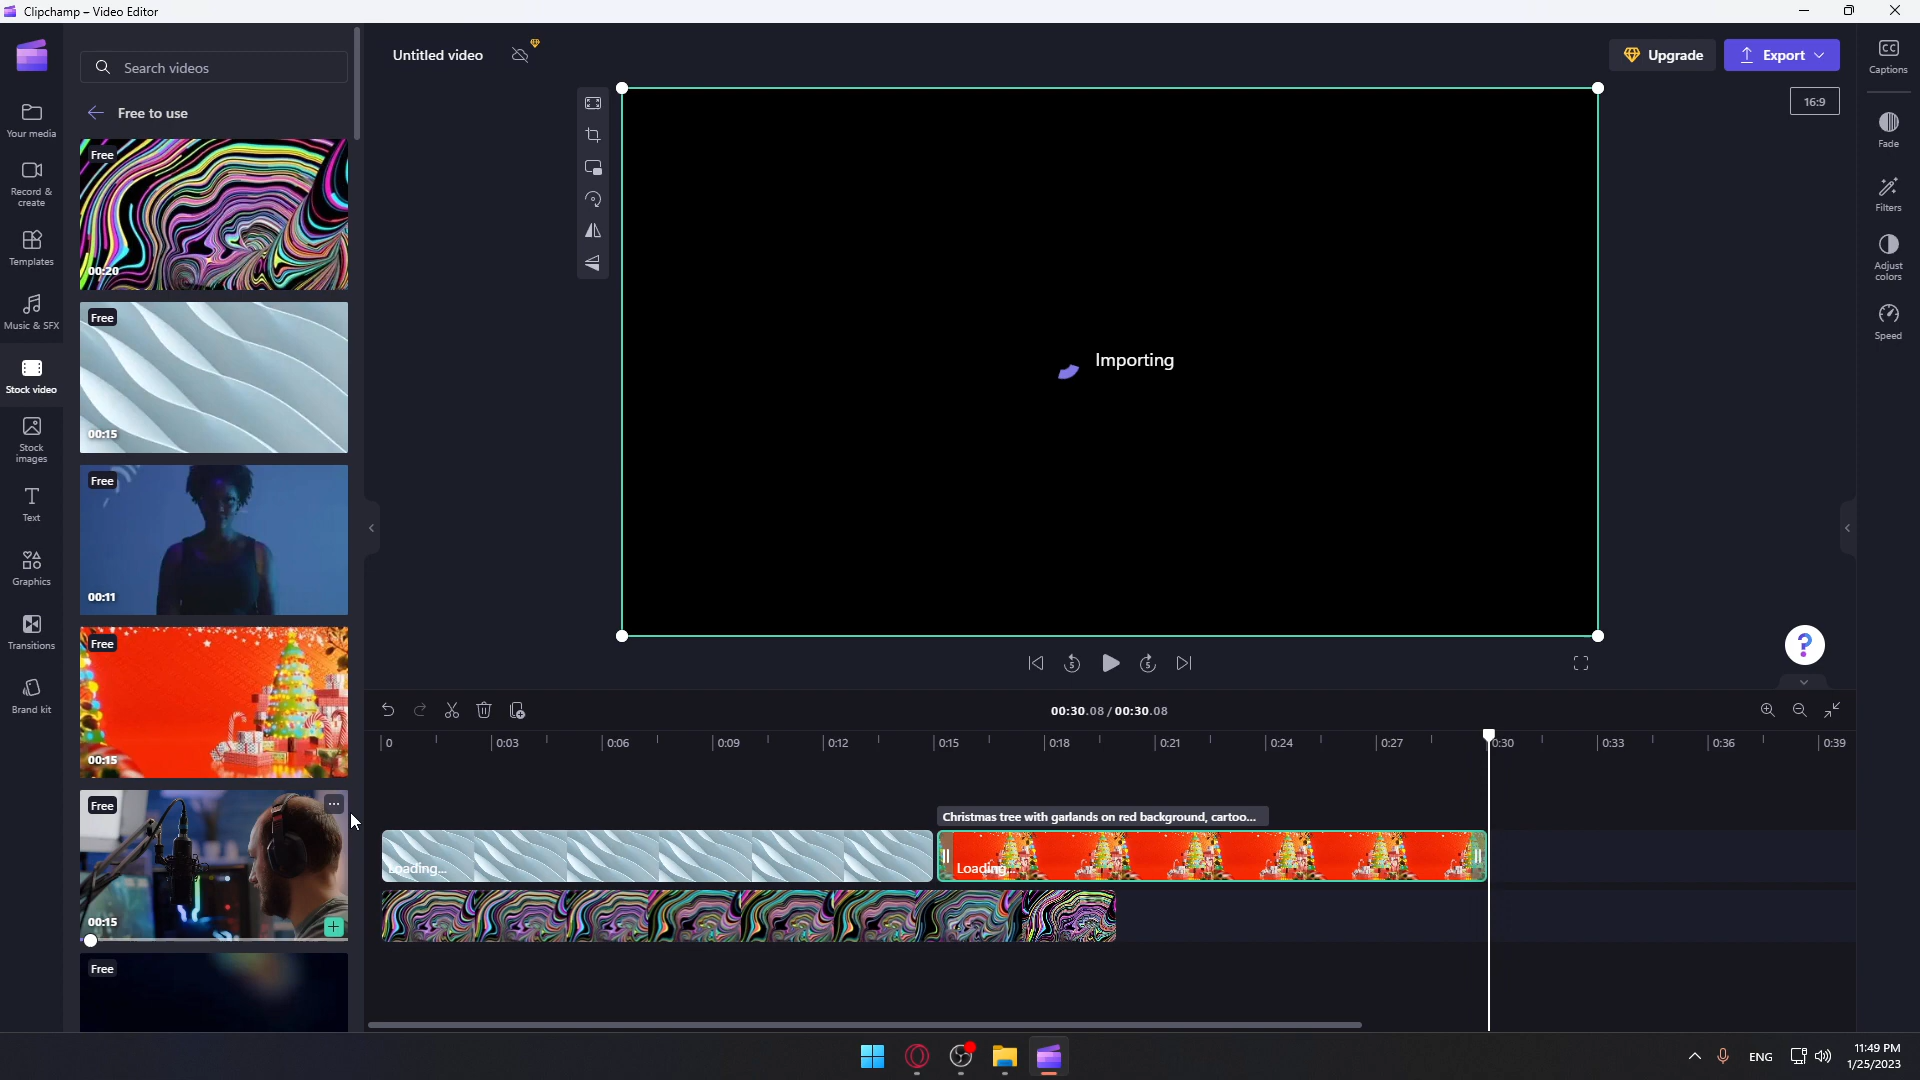 Clipchamp – Video Editor
Untitled video
Upgrade
Export
16:9
Search videos
Free to use
Your media
Record &
create
Templates
Music & SFX
Stock video
Stock
images
Text
Graphics
Transitions
Brand kit
Free
00:20
Free
00:15
Free
00:11
Free
00:15
Free
00:15
Free
Importing
CC
Captions
Fade
Filters
Adjust
colors
Speed
5
5
?
00:30.08 / 00:30.08
0
0:03
0:06
0:09
0:12
0:15
0:18
0:21
0:24
0:27
0:30
0:33
0:36
0:39
Christmas tree with garlands on red background, cartoo...
Loading...
Loading...
ENG
11:49 PM
1/25/2023